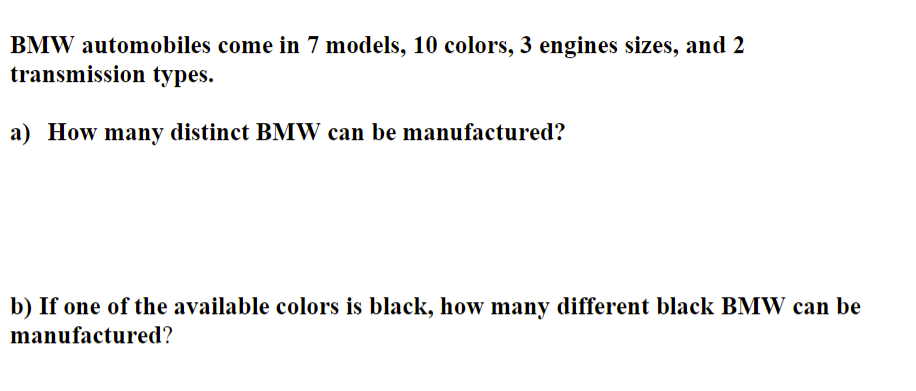 BMW automobiles come in 7 models, 10 colors, 3 engines sizes, and 2
transmission types.
a) How many distinct BMW can be manufactured?
b) If one of the available colors is black, how many different black BMW can be
manufactured?